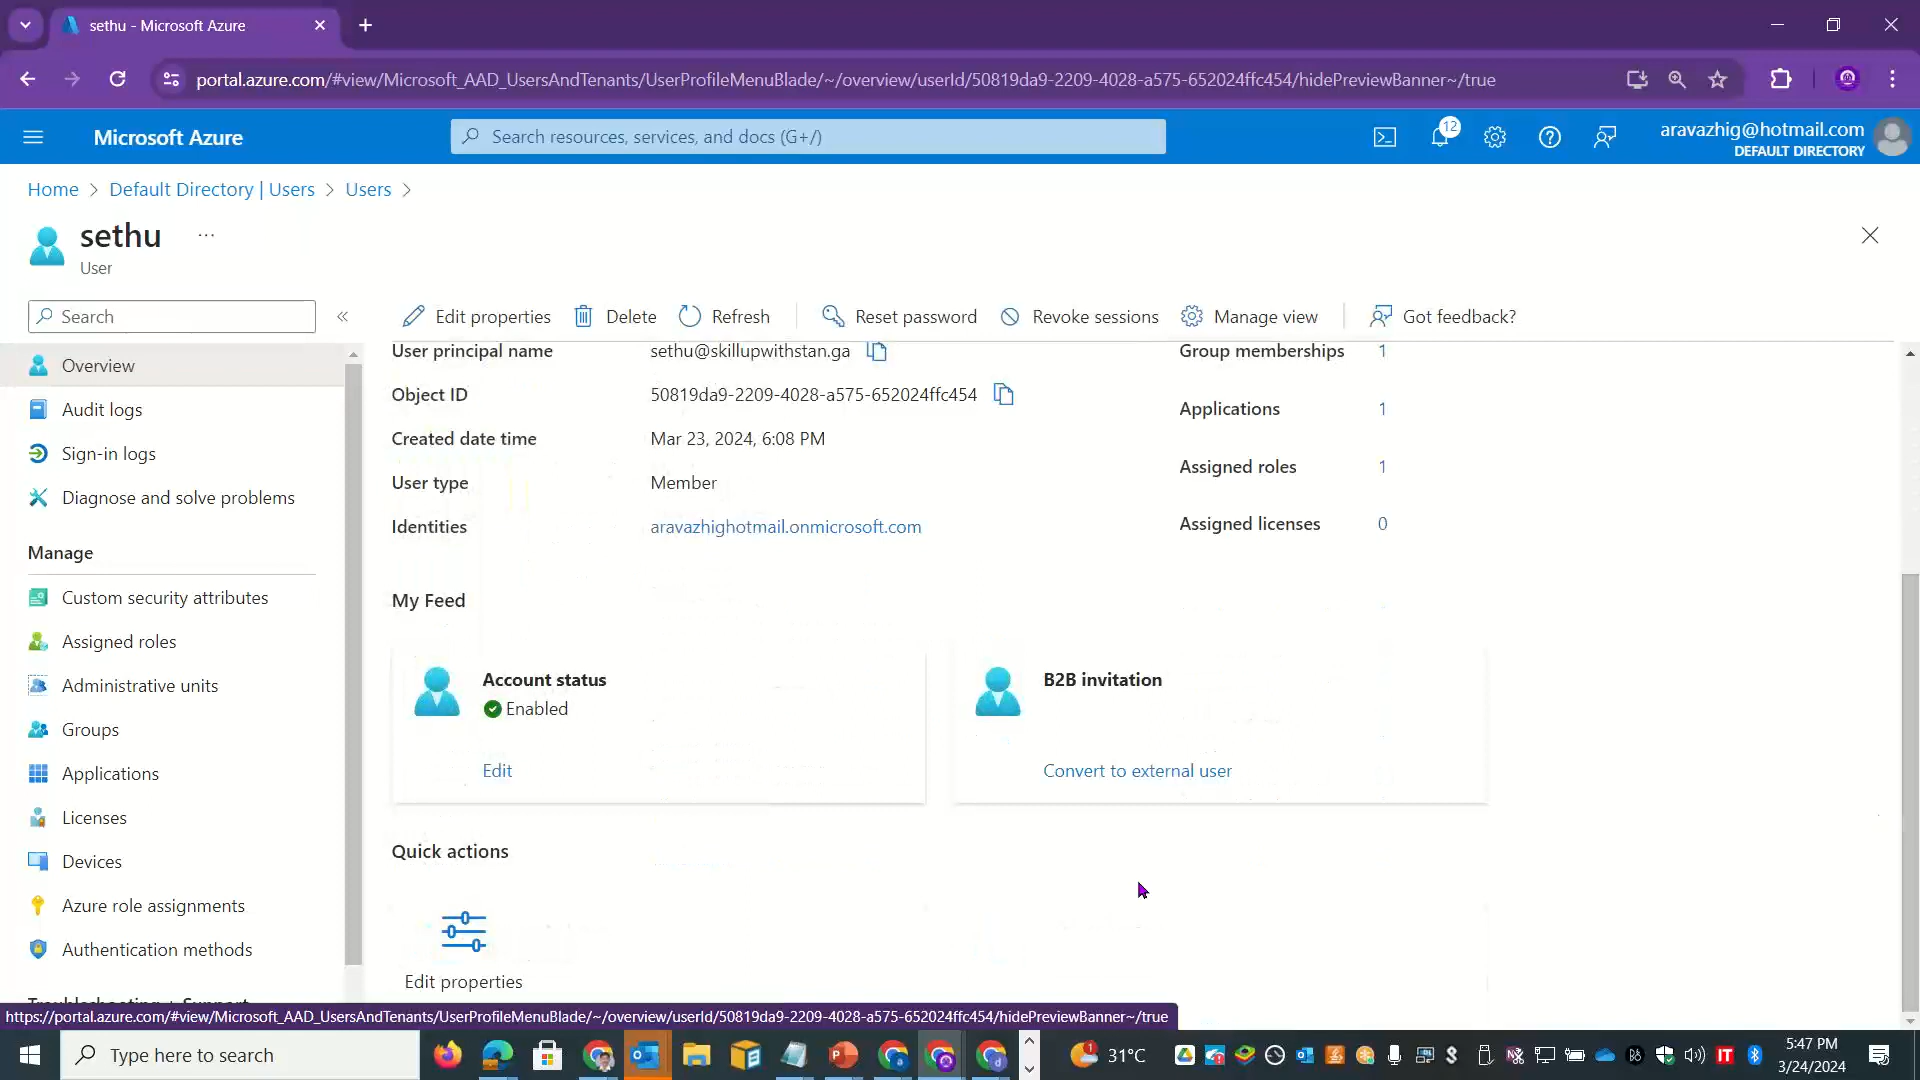 sethu - Microsoft Azure
portal.azure.com/#view/Microsoft_AAD_UsersAndTenants/UserProfileMenuBlade/~/overview/userId/50819da9-2209-4028-a575-652024ffc454/hidePreviewBanner~/true
Microsoft Azure
Search resources, services, and docs (G+/)
12
aravazhig@hotmail.com
DEFAULT DIRECTORY
Home > Default Directory | Users > Users >
sethu ...
User
Search
Edit properties
Delete
Refresh
Reset password
Revoke sessions
Manage view
Got feedback?
Overview
Audit logs
Sign-in logs
Diagnose and solve problems
Manage
Custom security attributes
Assigned roles
Administrative units
Groups
Applications
Licenses
Devices
Azure role assignments
Authentication methods
Troubleshooting + Support
User principal name sethu@skillupwithstan.ga
Object ID 50819da9-2209-4028-a575-652024ffc454
Created date time Mar 23, 2024, 6:08 PM
User type Member
Identities aravazhighotmail.onmicrosoft.com
Group memberships 1
Applications 1
Assigned roles 1
Assigned licenses 0
My Feed
Account status
Enabled
Edit
B2B invitation
Convert to external user
Quick actions
Edit properties
https://portal.azure.com/#view/Microsoft_AAD_UsersAndTenants/UserProfileMenuBlade/~/overview/userId/50819da9-2209-4028-a575-652024ffc454/hidePreviewBanner~/true
Type here to search
31°C
5:47 PM
3/24/2024